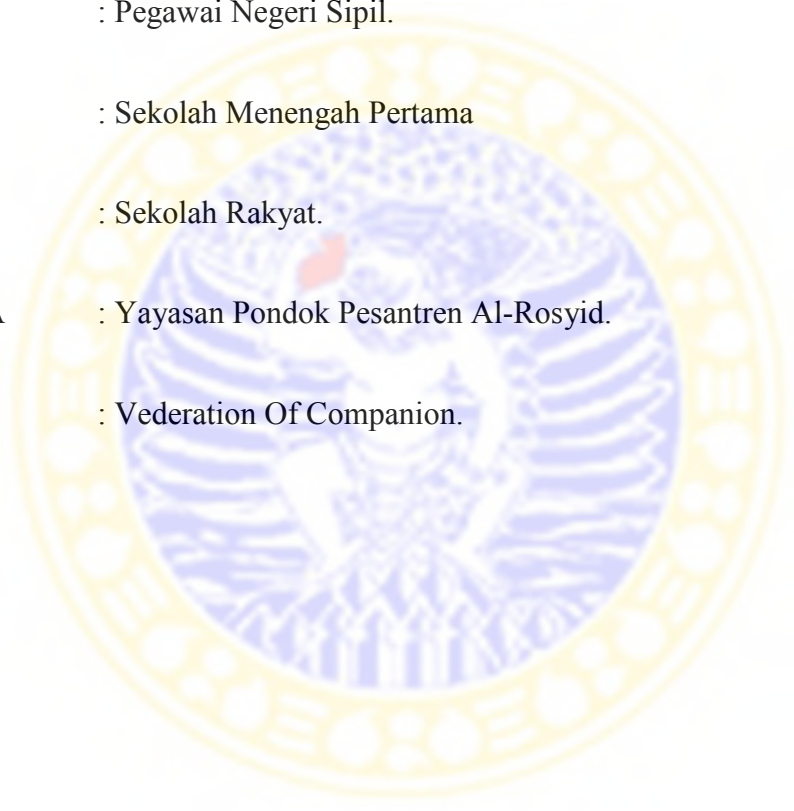 : Pegawai Negeri Sipil.
: Sekolah Menengah Pertama
: Sekolah Rakyat.
: Yayasan Pondok Pesantren Al-Rosyid.
: Vederation Of Companion.